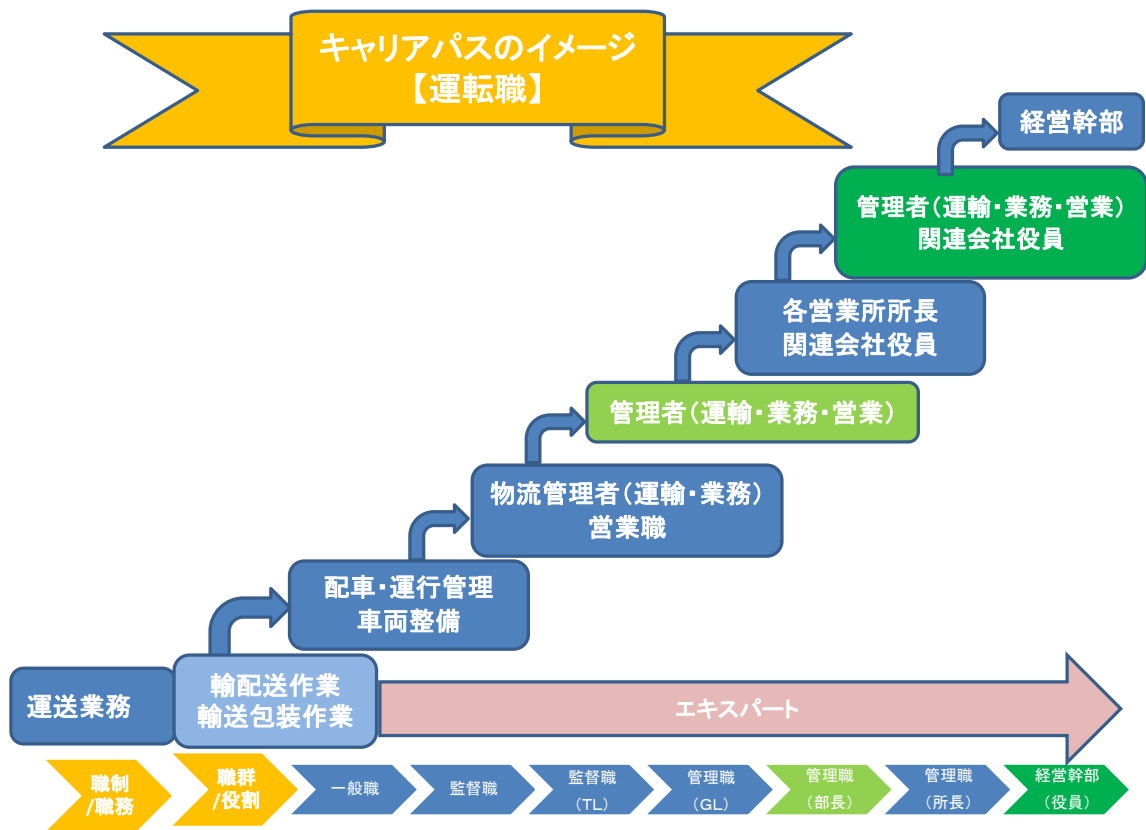 キャリアパスのイメージ
【運転職】
経営幹部
管理者(運輸・業務・営業)
関連会社役員
各営業所所長
関連会社役員
管理者(運輸・業務・営業)
物流管理者(運輸・業務)
営業職
配車・運行管理
車両整備
運送業務
輸配送作業
輸送包装作業
エキスパート
職制
/職務
職群
/役割
一般職
監督職
監督職
(TL)
管理職
(GL)
管理職
(部長)
管理職
(所長)
経営幹部
(役員)